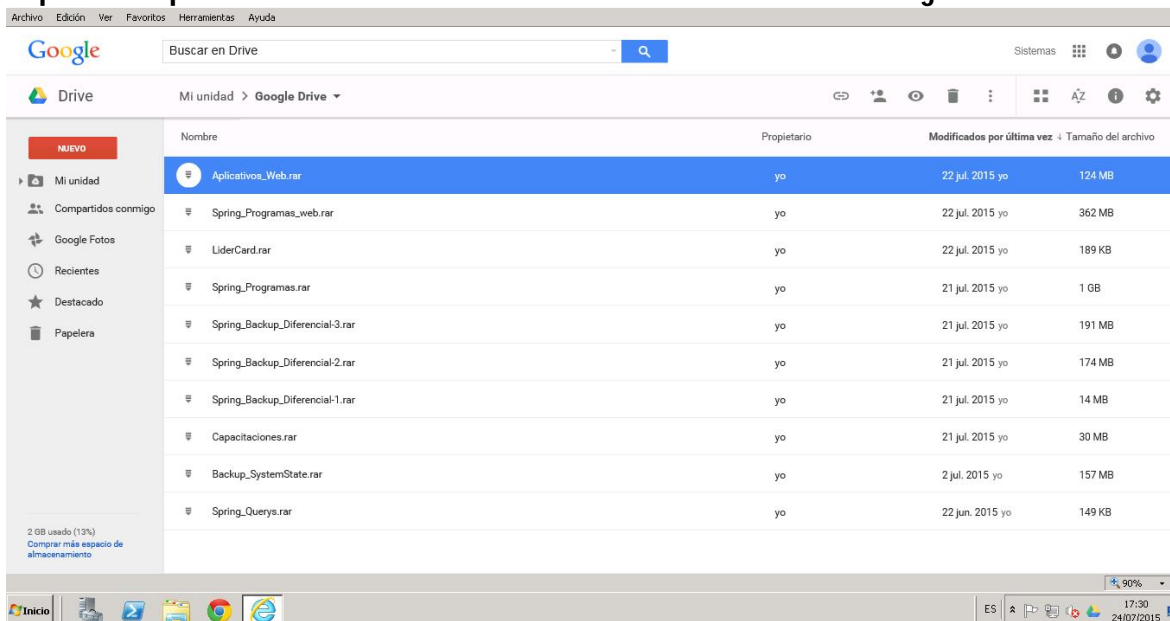 Archivo Edición Ver Favoritos Herramientas Ayuda
Google Buscar en Drive Sistemas
Drive Mi unidad > Google Drive AZ
NUEVO
Mi unidad
Compartidos conmigo
Google Fotos
Recientes
Destacado
Papelera
Nombre Propietario Modificados por última vez ↓ Tamaño del archivo
Aplicativos_Web.rar yo 22 jul. 2015 yo 124 MB
Spring_Programas_web.rar yo 22 jul. 2015 yo 362 MB
LiderCard.rar yo 22 jul. 2015 yo 189 KB
Spring_Programas.rar yo 21 jul. 2015 yo 1 GB
Spring_Backup_Diferencial-3.rar yo 21 jul. 2015 yo 191 MB
Spring_Backup_Diferencial-2.rar yo 21 jul. 2015 yo 174 MB
Spring_Backup_Diferencial-1.rar yo 21 jul. 2015 yo 14 MB
Capacitaciones.rar yo 21 jul. 2015 yo 30 MB
Backup_SystemState.rar yo 2 jul. 2015 yo 157 MB
Spring_Querys.rar yo 22 jun. 2015 yo 149 KB
2 GB usado (13%)
Comprar más espacio de
almacenamiento
90%
Inicio ES 17:30
24/07/2015